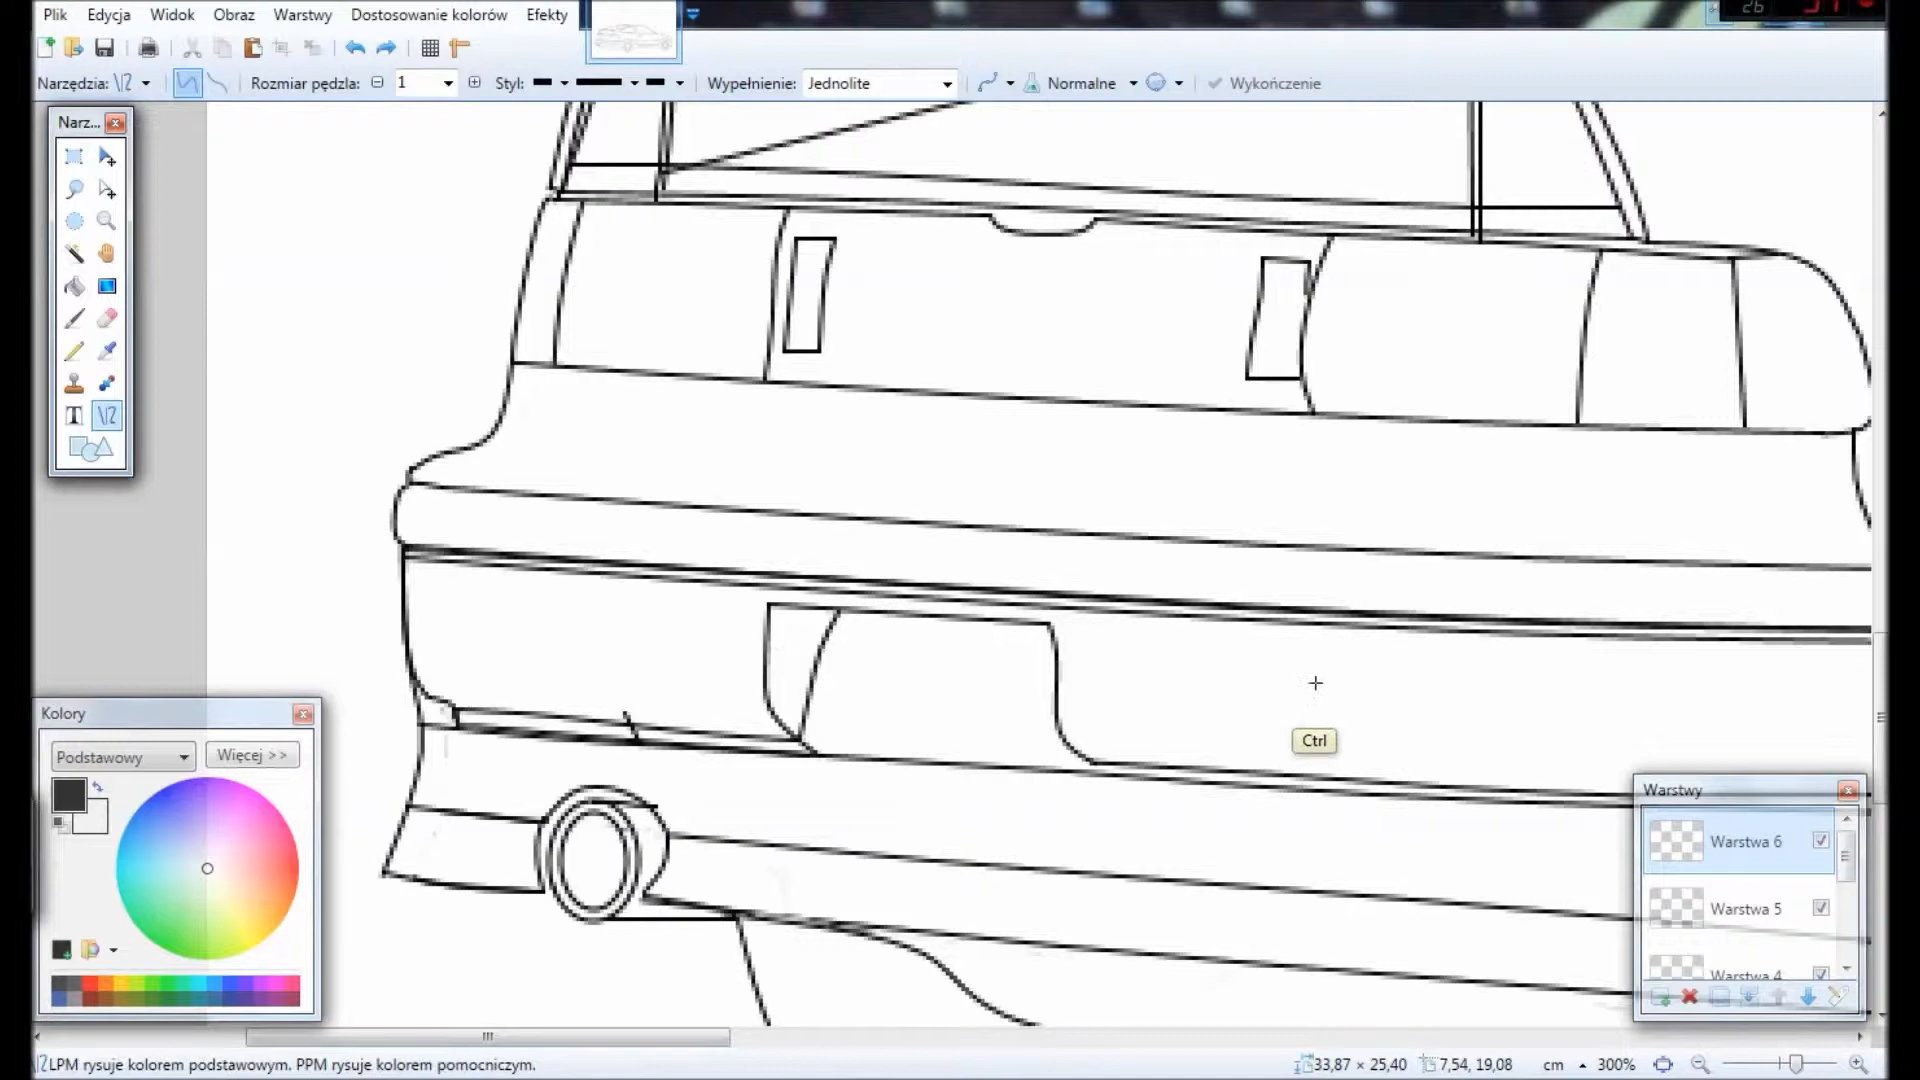 Plik Edycja Widok Obraz Warstwy Dostosowanie kolorów Efekty
26
Narzędzia: Rozmiar pędzla: 1 Styl: Wypełnienie: Jednolite Normalne Wykończenie
Narz...
Ctrl
Kolory
Podstawowy Więcej >>
Warstwy
Warstwa 6
Warstwa 5
Warstwa 4
LPM rysuje kolorem podstawowym. PPM rysuje kolorem pomocniczym. 33,87 × 25,40 7,54, 19,08 cm 300%